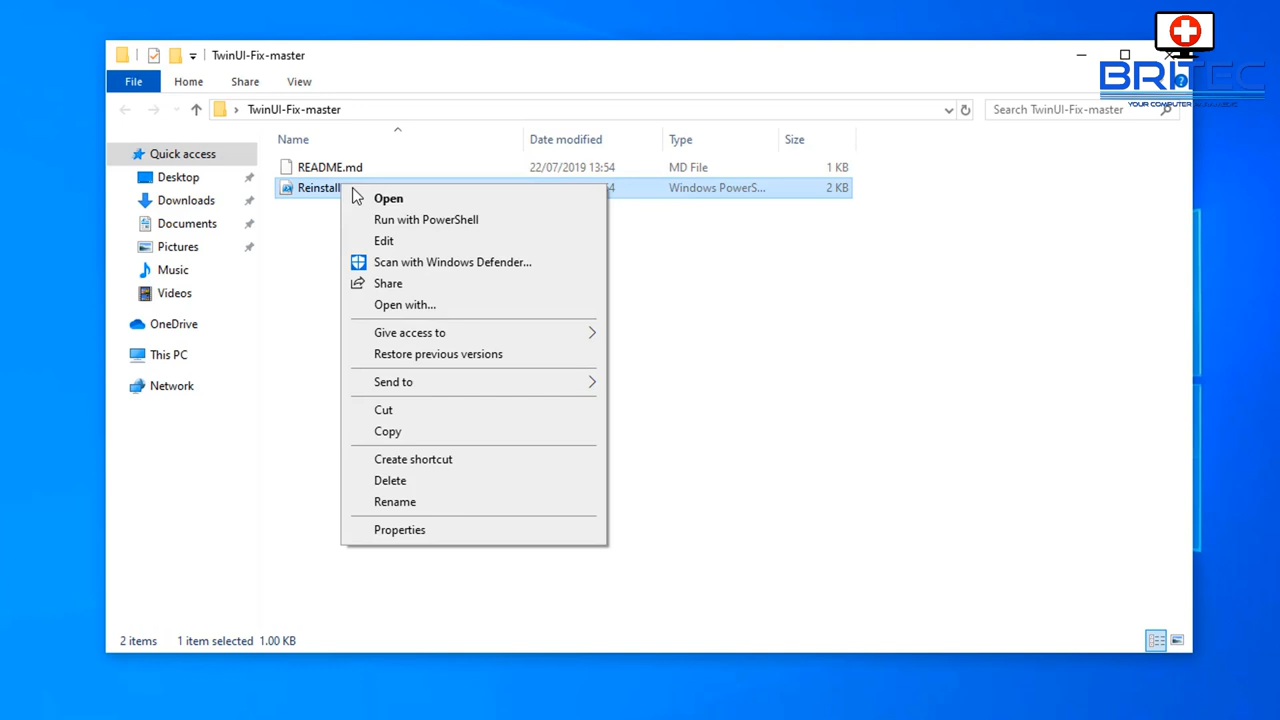 TwinUI-Fix-master
BRITEC
File Home Share View
TwinUI-Fix-master
Search TwinUI-Fix-master
Name Date modified Type Size
Quick access
README.md 22/07/2019 13:54 MD File 1 KB
Desktop
Reinstall 4 Windows PowerS... 2 KB
Downloads
Documents
Pictures
Music
Videos
OneDrive
This PC
Network
Open
Run with PowerShell
Edit
Scan with Windows Defender...
Share
Open with...
Give access to
Restore previous versions
Send to
Cut
Copy
Create shortcut
Delete
Rename
Properties
2 items 1 item selected 1.00 KB